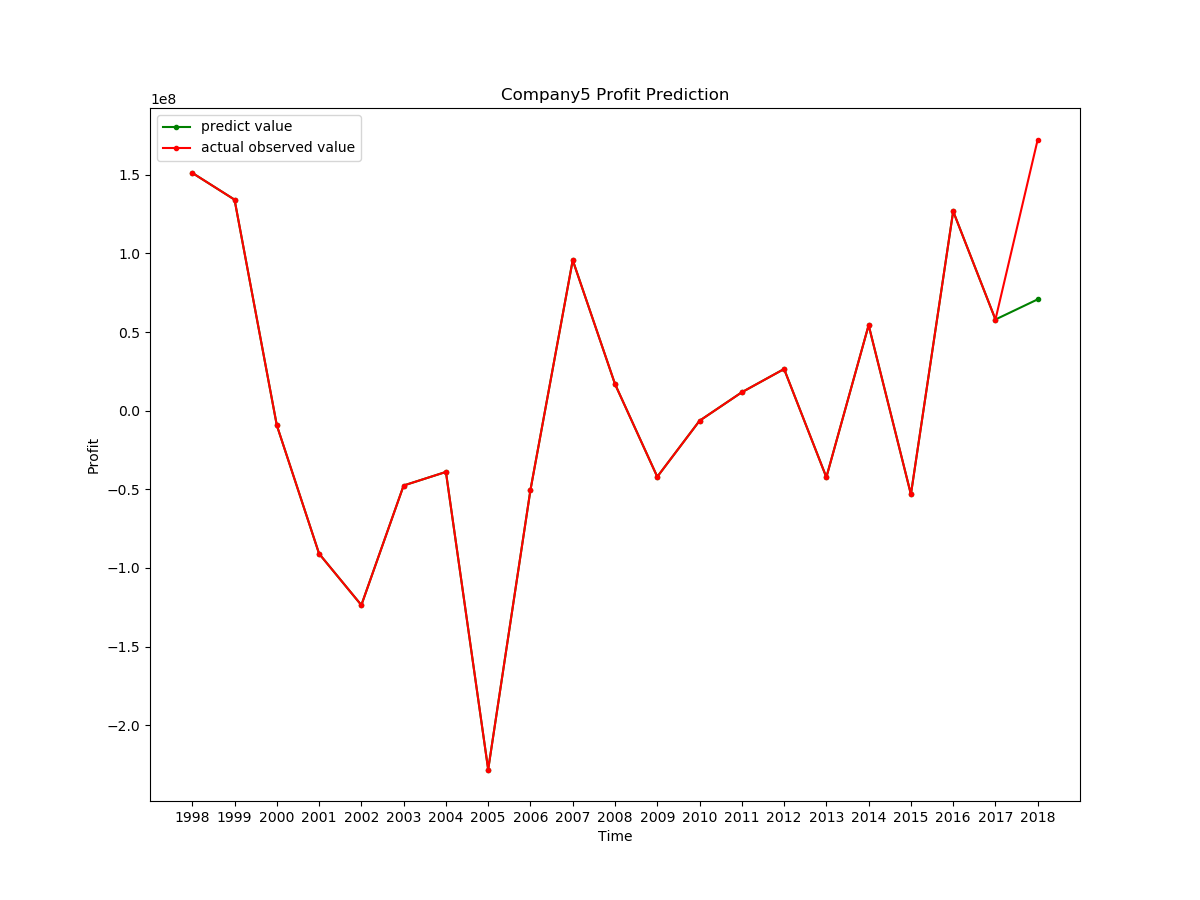 Company5 Profit Prediction
1e8
predict value
actual observed value
1.5
1.0
0.5
0.0
−0.5
−1.0
−1.5
−2.0
Profit
1998 1999 2000 2001 2002 2003 2004 2005 2006 2007 2008 2009 2010 2011 2012 2013 2014 2015 2016 2017 2018
Time